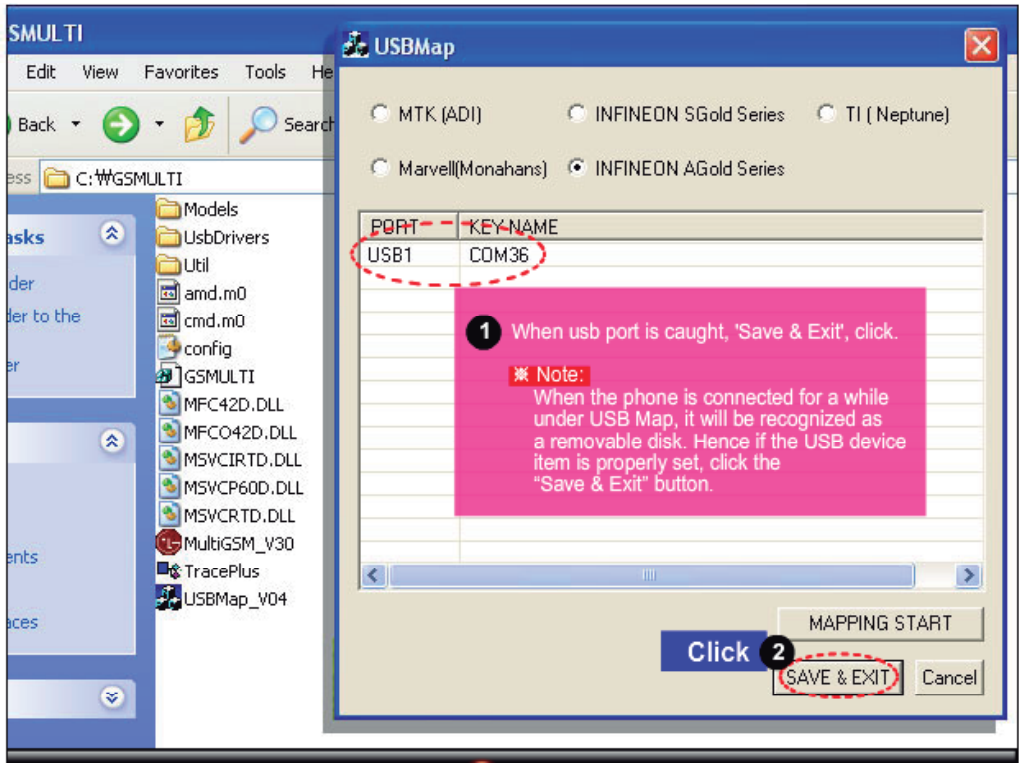 SMULTI
Edit View Favorites Tools He
Back
Search
ess C:₩GSMULTI
asks
der
der to the
er
ents
aces
Models
UsbDrivers
Util
amd.m0
cmd.m0
config
GSMULTI
MFC42D.DLL
MFCO42D.DLL
MSVCIRTD.DLL
MSVCP60D.DLL
MSVCRTD.DLL
MultiGSM_V30
TracePlus
USBMap_V04
USBMap
MTK (ADI) INFINEON SGold Series TI ( Neptune)
Marvell(Monahans) INFINEON AGold Series
PORT KEY-NAME
USB1 COM36
1 When usb port is caught, 'Save & Exit', click.
※ Note:
When the phone is connected for a while
under USB Map, it will be recognized as
a removable disk. Hence if the USB device
item is properly set, click the
“Save & Exit” button.
MAPPING START
Click 2
SAVE & EXIT Cancel